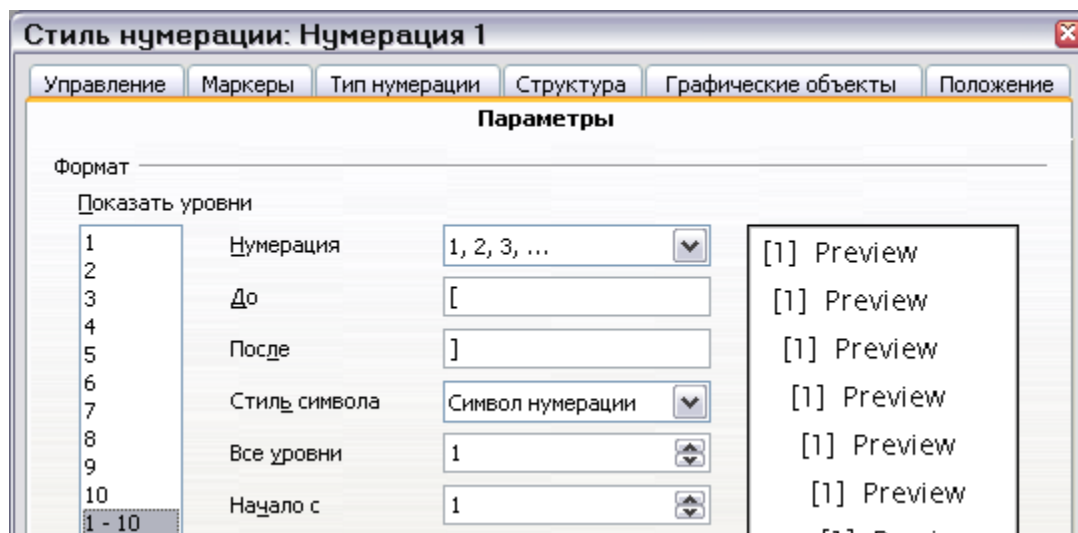 Стиль нумерации: Нумерация 1
Управление Маркеры Тип нумерации Структура Графические объекты Положение
Параметры
Формат
Показать уровни
1
2
3
4
5
6
7
8
9
10
1 - 10
Нумерация 1, 2, 3, ...
До [
После ]
Стиль символа Символ нумерации
Все уровни 1
Начало с 1
[1] Preview
[1] Preview
[1] Preview
[1] Preview
[1] Preview
[1] Preview